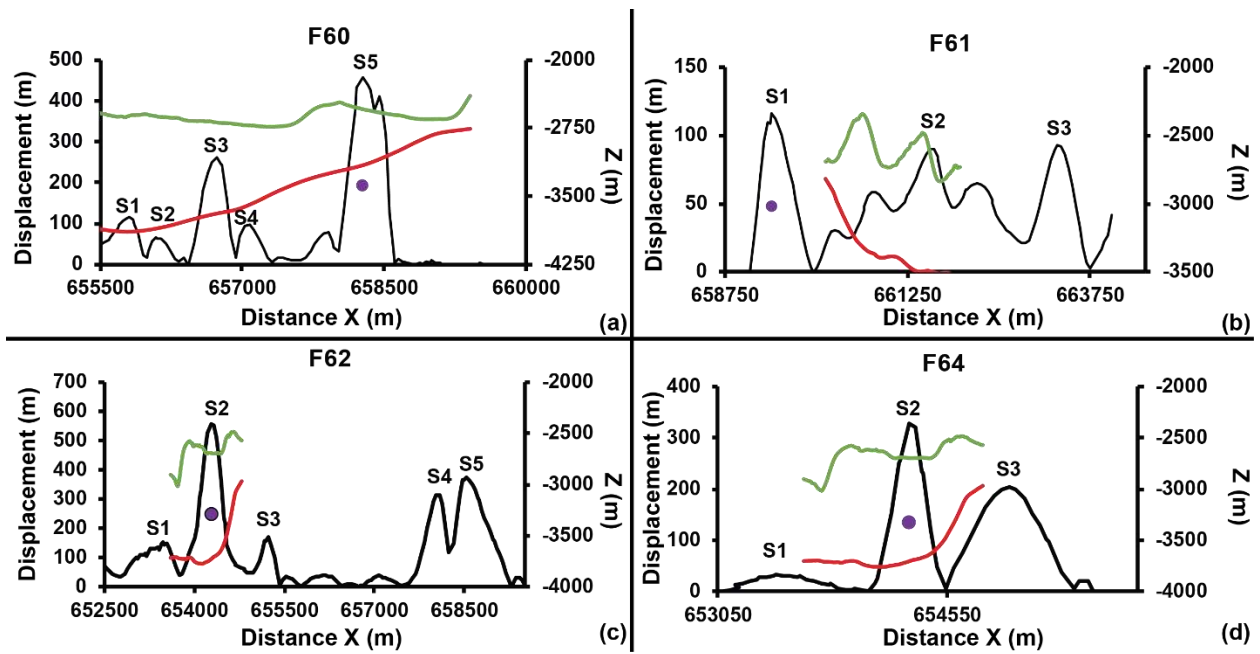 F60
500
400
300
200
100
0
Displacement (m)
S1
S2
S3
S4
S5
-2000
-2750
-3500
-4250
Z (m)
655500
657000
658500
660000
Distance X (m)
(a)
F61
150
100
50
0
Displacement (m)
S1
S2
S3
-2000
-2500
-3000
-3500
Z (m)
658750
661250
663750
Distance X (m)
(b)
F62
700
600
500
400
300
200
100
0
Displacement (m)
S1
S2
S3
S4
S5
-2000
-2500
-3000
-3500
-4000
Z (m)
652500
654000
655500
657000
658500
Distance X (m)
(c)
F64
400
300
200
100
0
Displacement (m)
S1
S2
S3
-2000
-2500
-3000
-3500
-4000
Z (m)
653050
654550
Distance X (m)
(d)